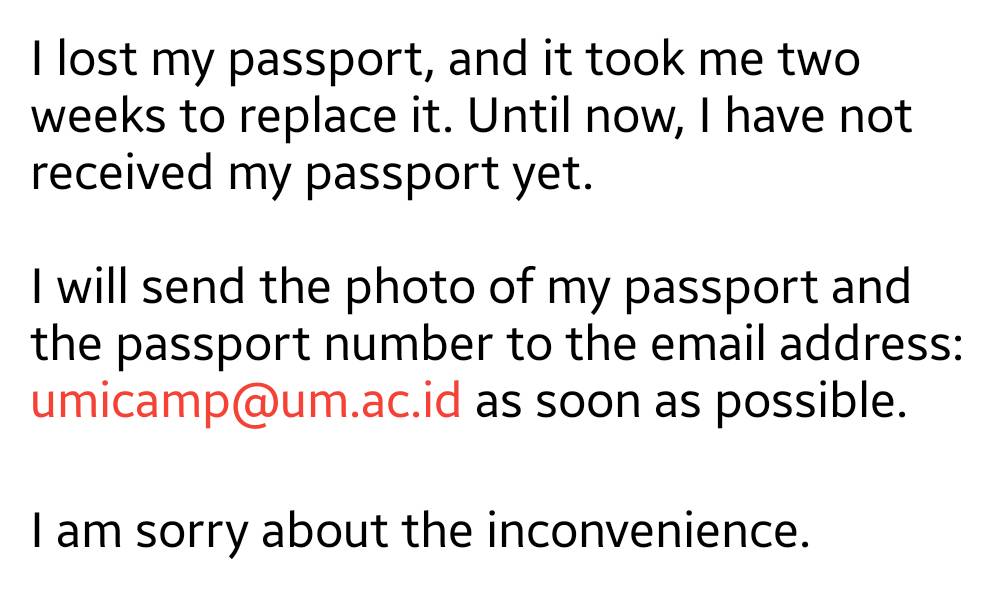 I lost my passport, and it took me two
weeks to replace it. Until now, I have not
received my passport yet.
I will send the photo of my passport and
the passport number to the email address:
umicamp@um.ac.id as soon as possible.
I am sorry about the inconvenience.